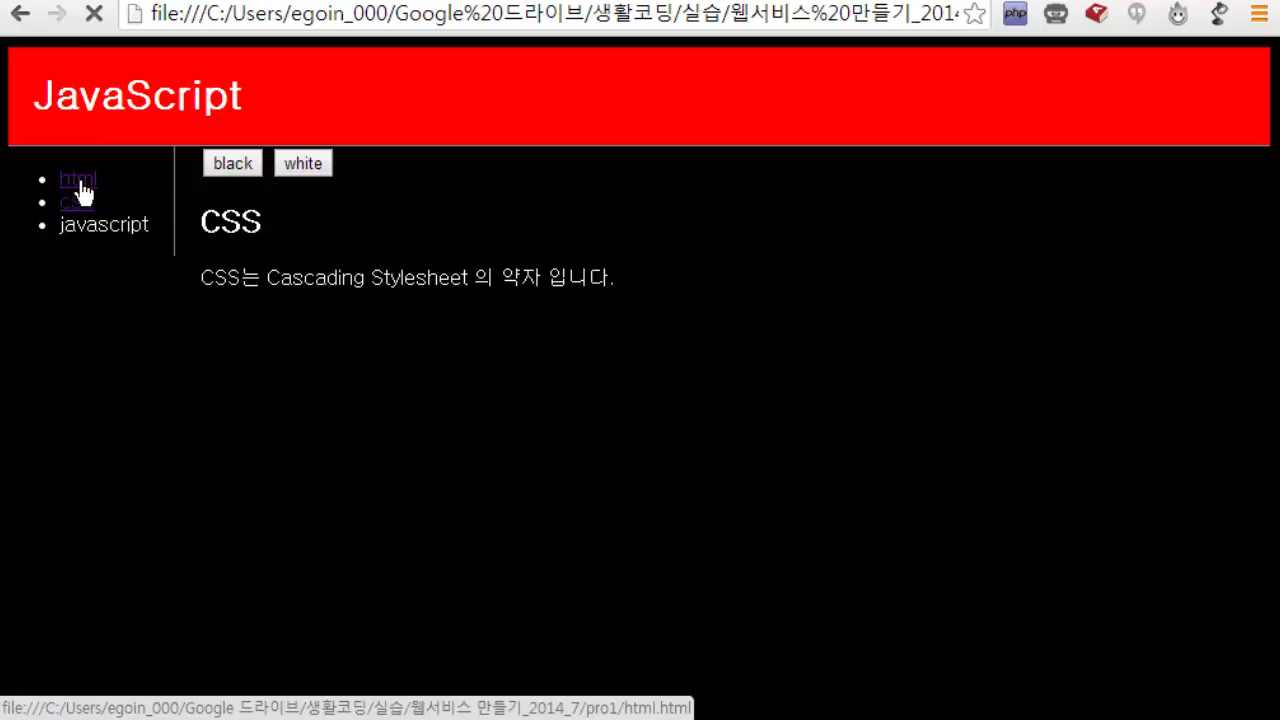 file:///C:/Users/egoin_000/Google%20드라이브/생활코딩/실습/웹서비스%20만들기_201
php
JavaScript
html
css
javascript
black white
CSS
CSS는 Cascading Stylesheet 의 약자 입니다.
file:///C:/Users/egoin_000/Google 드라이브/생활코딩/실습/웹서비스 만들기_2014_7/pro1/html.html